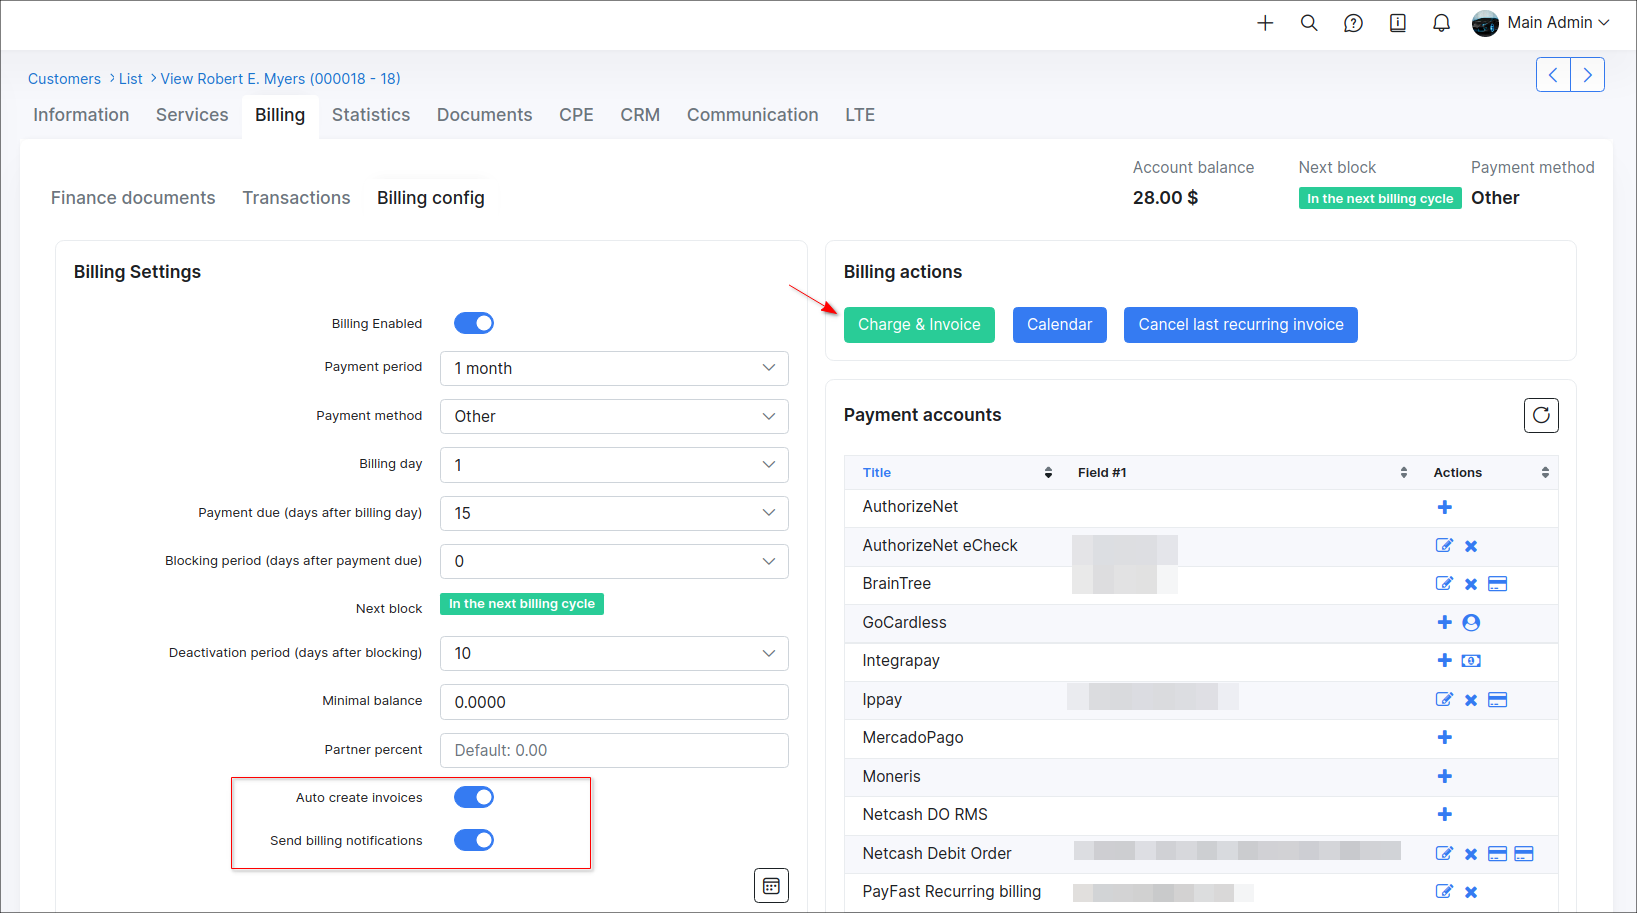 Main Admin
Customers > List > View Robert E. Myers (000018 - 18)
Information Services Billing Statistics Documents CPE CRM Communication LTE
Account balance Next block Payment method
Finance documents Transactions Billing config
28.00 $ In the next billing cycle Other
Billing Settings
Billing Enabled
Payment period 1 month
Payment method Other
Billing day 1
Payment due (days after billing day) 15
Blocking period (days after payment due) 0
Next block In the next billing cycle
Deactivation period (days after blocking) 10
Minimal balance 0.0000
Partner percent Default: 0.00
Auto create invoices
Send billing notifications
Billing actions
Charge & Invoice Calendar Cancel last recurring invoice
Payment accounts
Title Field #1 Actions
AuthorizeNet
AuthorizeNet eCheck
BrainTree
GoCardless
Integrapay
Ippay
MercadoPago
Moneris
Netcash DO RMS
Netcash Debit Order
PayFast Recurring billing